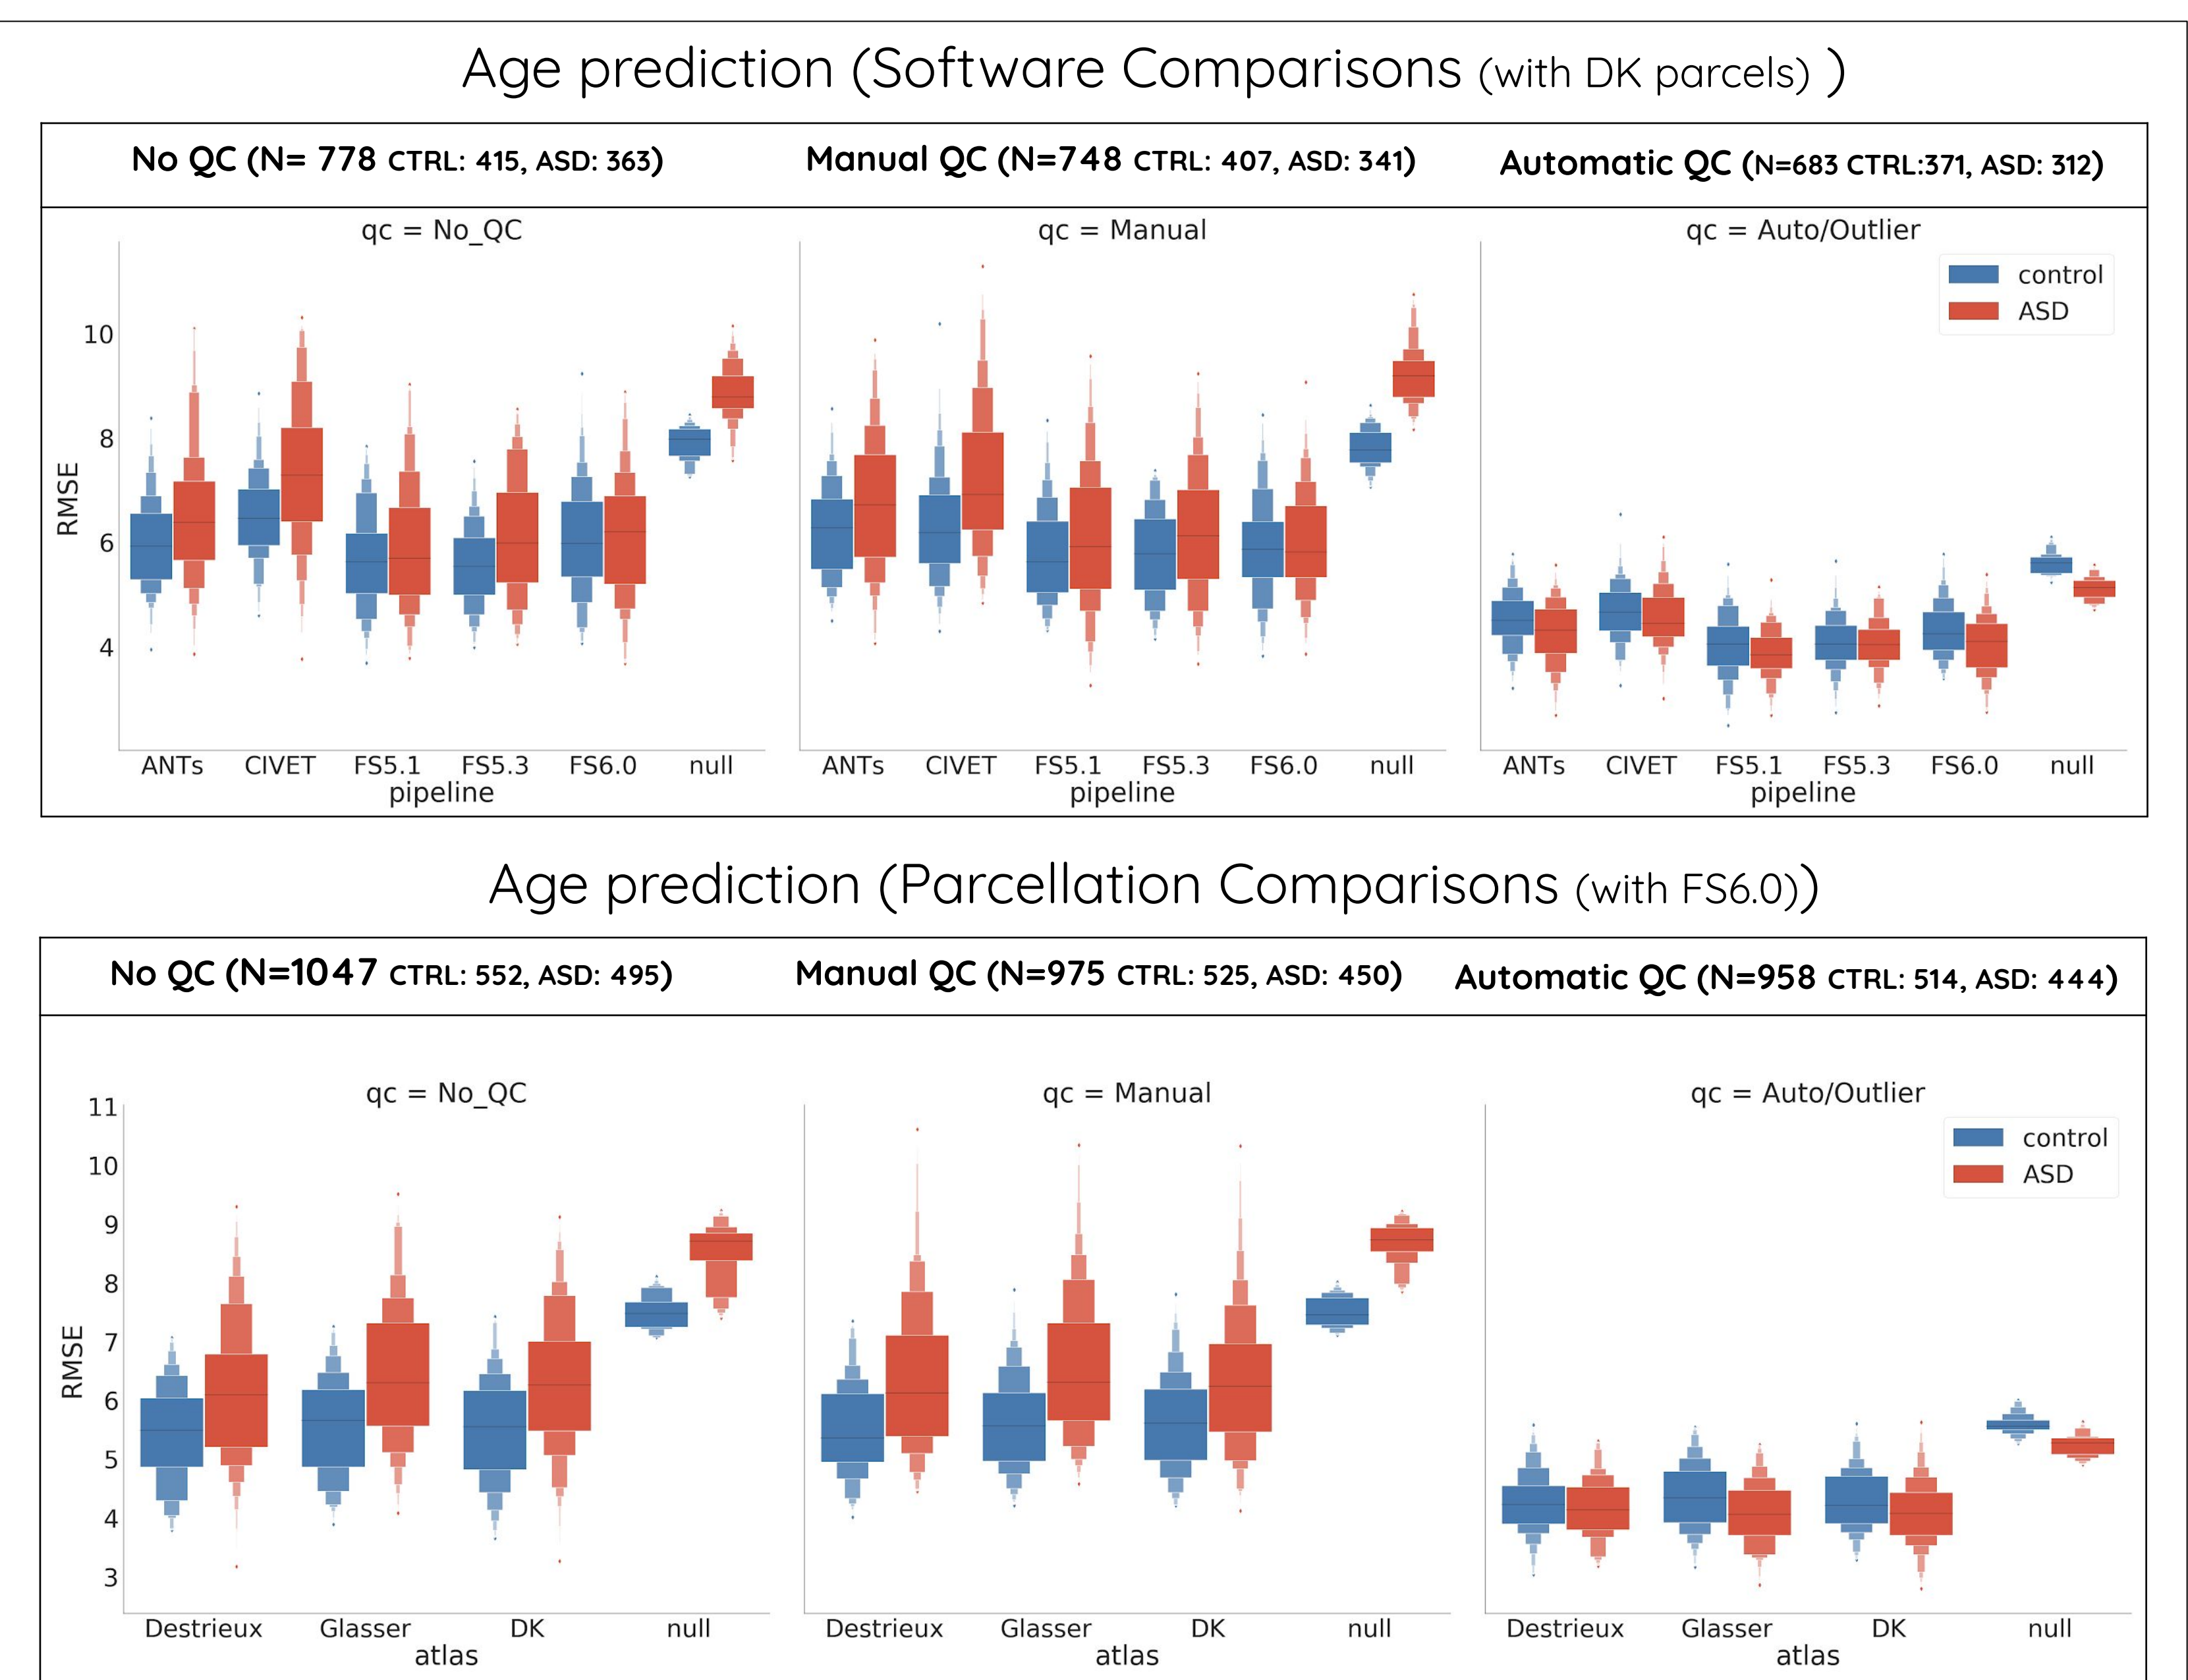 Age prediction (Software Comparisons (with DK parcels) )
No QC (N= 778 CTRL: 415, ASD: 363)
Manual QC (N=748 CTRL: 407, ASD: 341)
Automatic QC (N=683 CTRL:371, ASD: 312)
qc = No_QC
qc = Manual
qc = Auto/Outlier
control
ASD
10
8
6
4
RMSE
ANTs CIVET FS5.1 FS5.3 FS6.0 null
pipeline
ANTs CIVET FS5.1 FS5.3 FS6.0 null
pipeline
ANTs CIVET FS5.1 FS5.3 FS6.0 null
pipeline
Age prediction (Parcellation Comparisons (with FS6.0))
No QC (N=1047 CTRL: 552, ASD: 495)
Manual QC (N=975 CTRL: 525, ASD: 450)
Automatic QC (N=958 CTRL: 514, ASD: 444)
qc = No_QC
qc = Manual
qc = Auto/Outlier
control
ASD
11
10
9
8
7
6
5
4
3
RMSE
Destrieux Glasser DK null
atlas
Destrieux Glasser DK null
atlas
Destrieux Glasser DK null
atlas